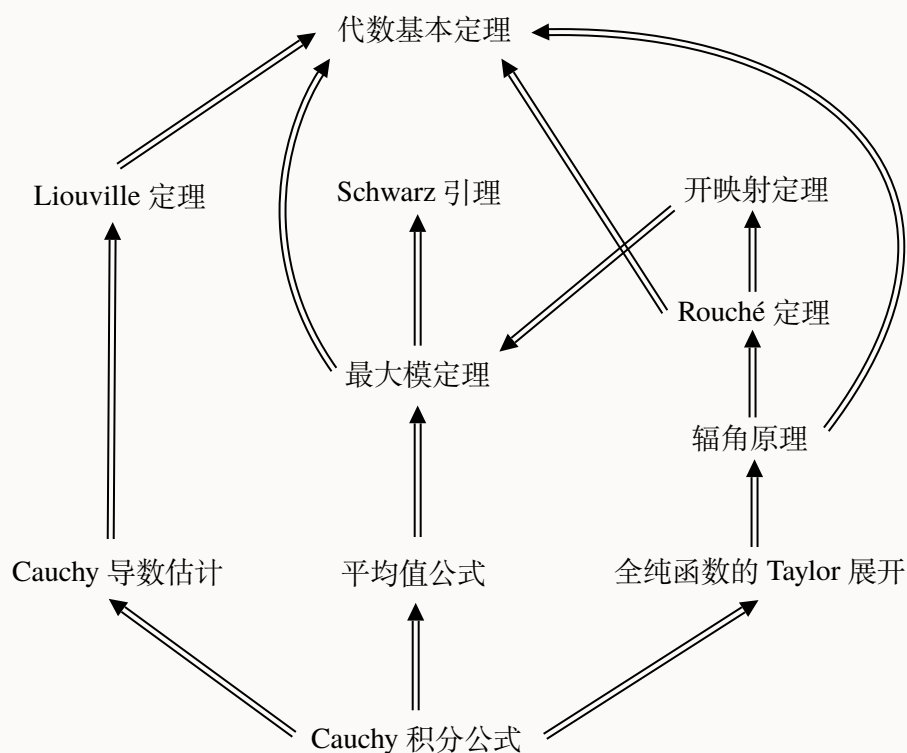 代数基本定理
Liouville 定理
Schwarz 引理
开映射定理
Rouché 定理
最大模定理
辐角原理
Cauchy 导数估计
平均值公式
全纯函数的 Taylor 展开
Cauchy 积分公式